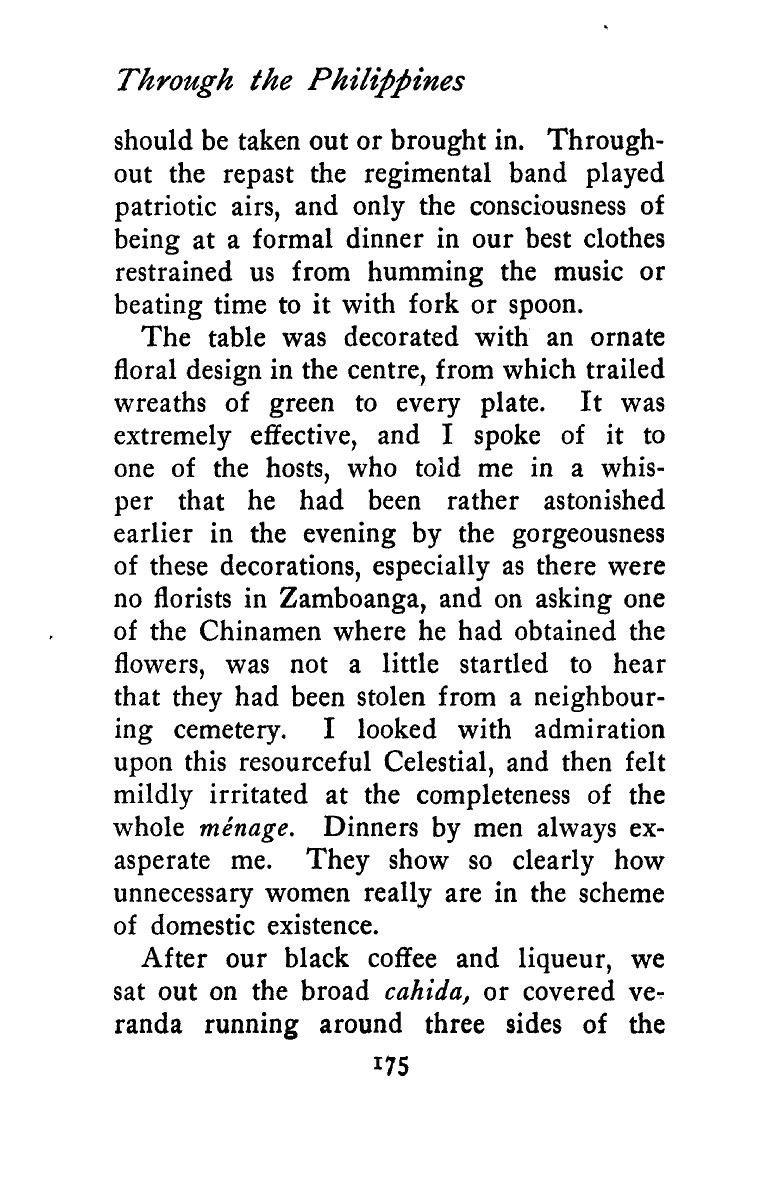 Through the Philippines
should be taken out or brought in. Through-
out the repast the regimental band played
patriotic airs, and only the consciousness of
being at a formal dinner in our best clothes
restrained us from humming the music or
beating time to it with fork or spoon.
The table was decorated with an ornate
floral design in the centre, from which trailed
wreaths of green to every plate. It was
extremely effective, and I spoke of it to
one of the hosts, who told me in a whis-
per that he had been rather astonished
earlier in the evening by the gorgeousness
of these decorations, especially as there were
no florists in Zamboanga, and on asking one
of the Chinamen where he had obtained the
flowers, was not a little startled to hear
that they had been stolen from a neighbour-
ing cemetery. I looked with admiration
upon this resourceful Celestial, and then felt
mildly irritated at the completeness of the
whole ménage. Dinners by men always ex-
asperate me. They show so clearly how
unnecessary women really are in the scheme
of domestic existence.
After our black coffee and liqueur, we
sat out on the broad cahida, or covered ve-
randa running around three sides of the
175